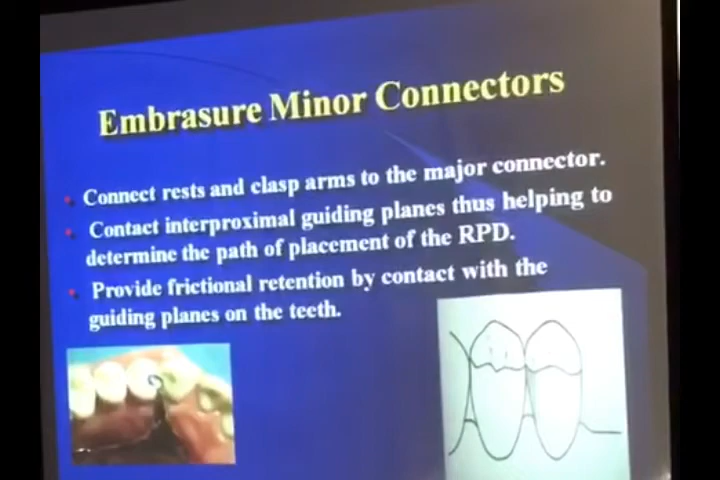 Embrasure Minor Connectors
Connect rests and clasp arms to the major connector.
Contact interproximal guiding planes thus helping to
determine the path of placement of the RPD.
Provide frictional retention by contact with the
guiding planes on the teeth.